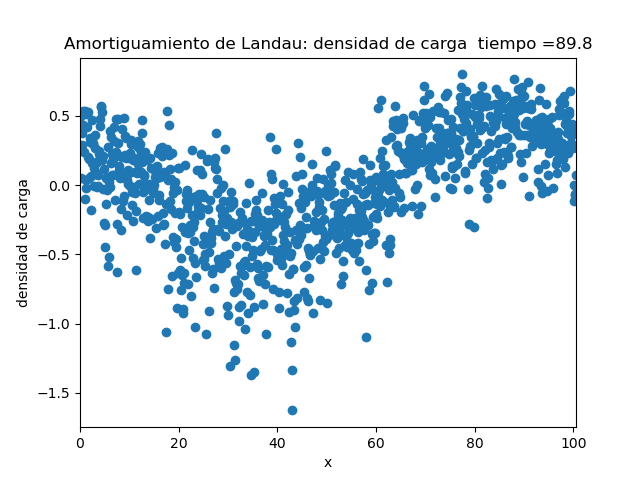 Amortiguamiento de Landau: densidad de carga  tiempo =89.8
0.5
0.0
−0.5
−1.0
−1.5
densidad de carga
0 20 40 60 80 100
x